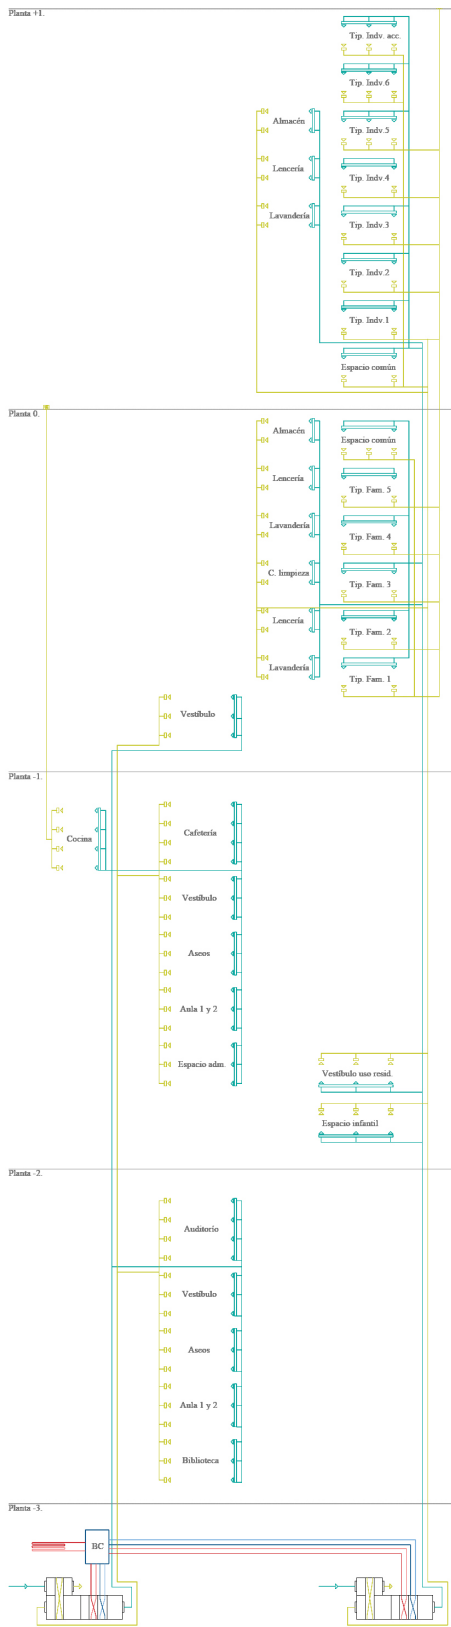 Planta +1.
Tip. Indv. acc.
Tip. Indv.6
Almacén
Tip. Indv.5
Lencería
Tip. Indv.4
Lavandería
Tip. Indv.3
Tip. Indv.2
Tip. Indv.1
Espacio común
Planta 0.
Almacén
Espacio común
Lencería
Tip. Fam. 5
Lavandería
Tip. Fam. 4
C. limpieza
Tip. Fam. 3
Lencería
Tip. Fam. 2
Lavandería
Tip. Fam. 1
Vestíbulo
Planta -1.
Cafetería
Cocina
Vestíbulo
Aseos
Aula 1 y 2
Espacio adm.
Vestíbulo uso resid.
Espacio infantil
Planta -2.
Auditorio
Vestíbulo
Aseos
Aula 1 y 2
Biblioteca
Planta -3.
BC